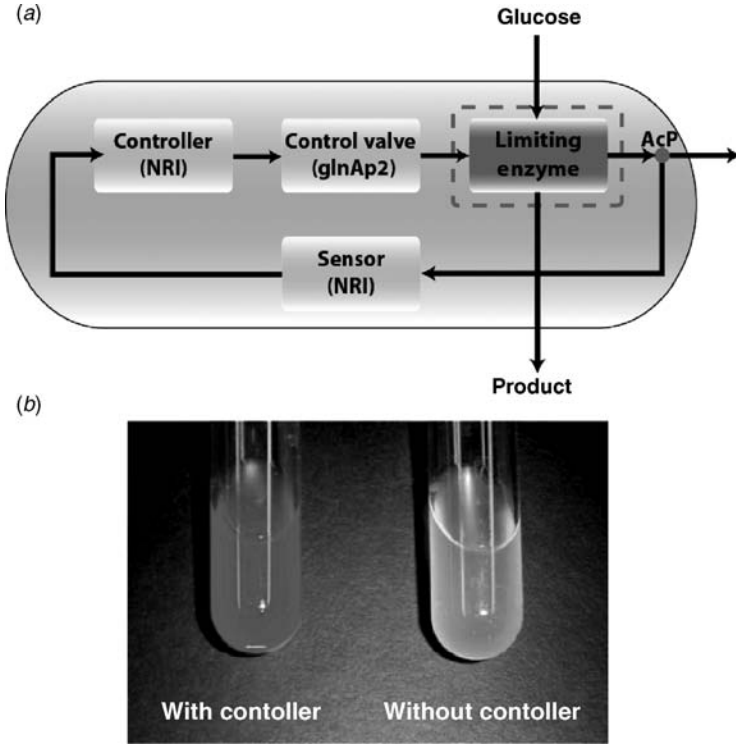 (a)
Glucose
Controller
(NRI)
Control valve
(glnAp2)
Limiting
enzyme
AcP
Sensor
(NRI)
Product
(b)
With contoller
Without contoller